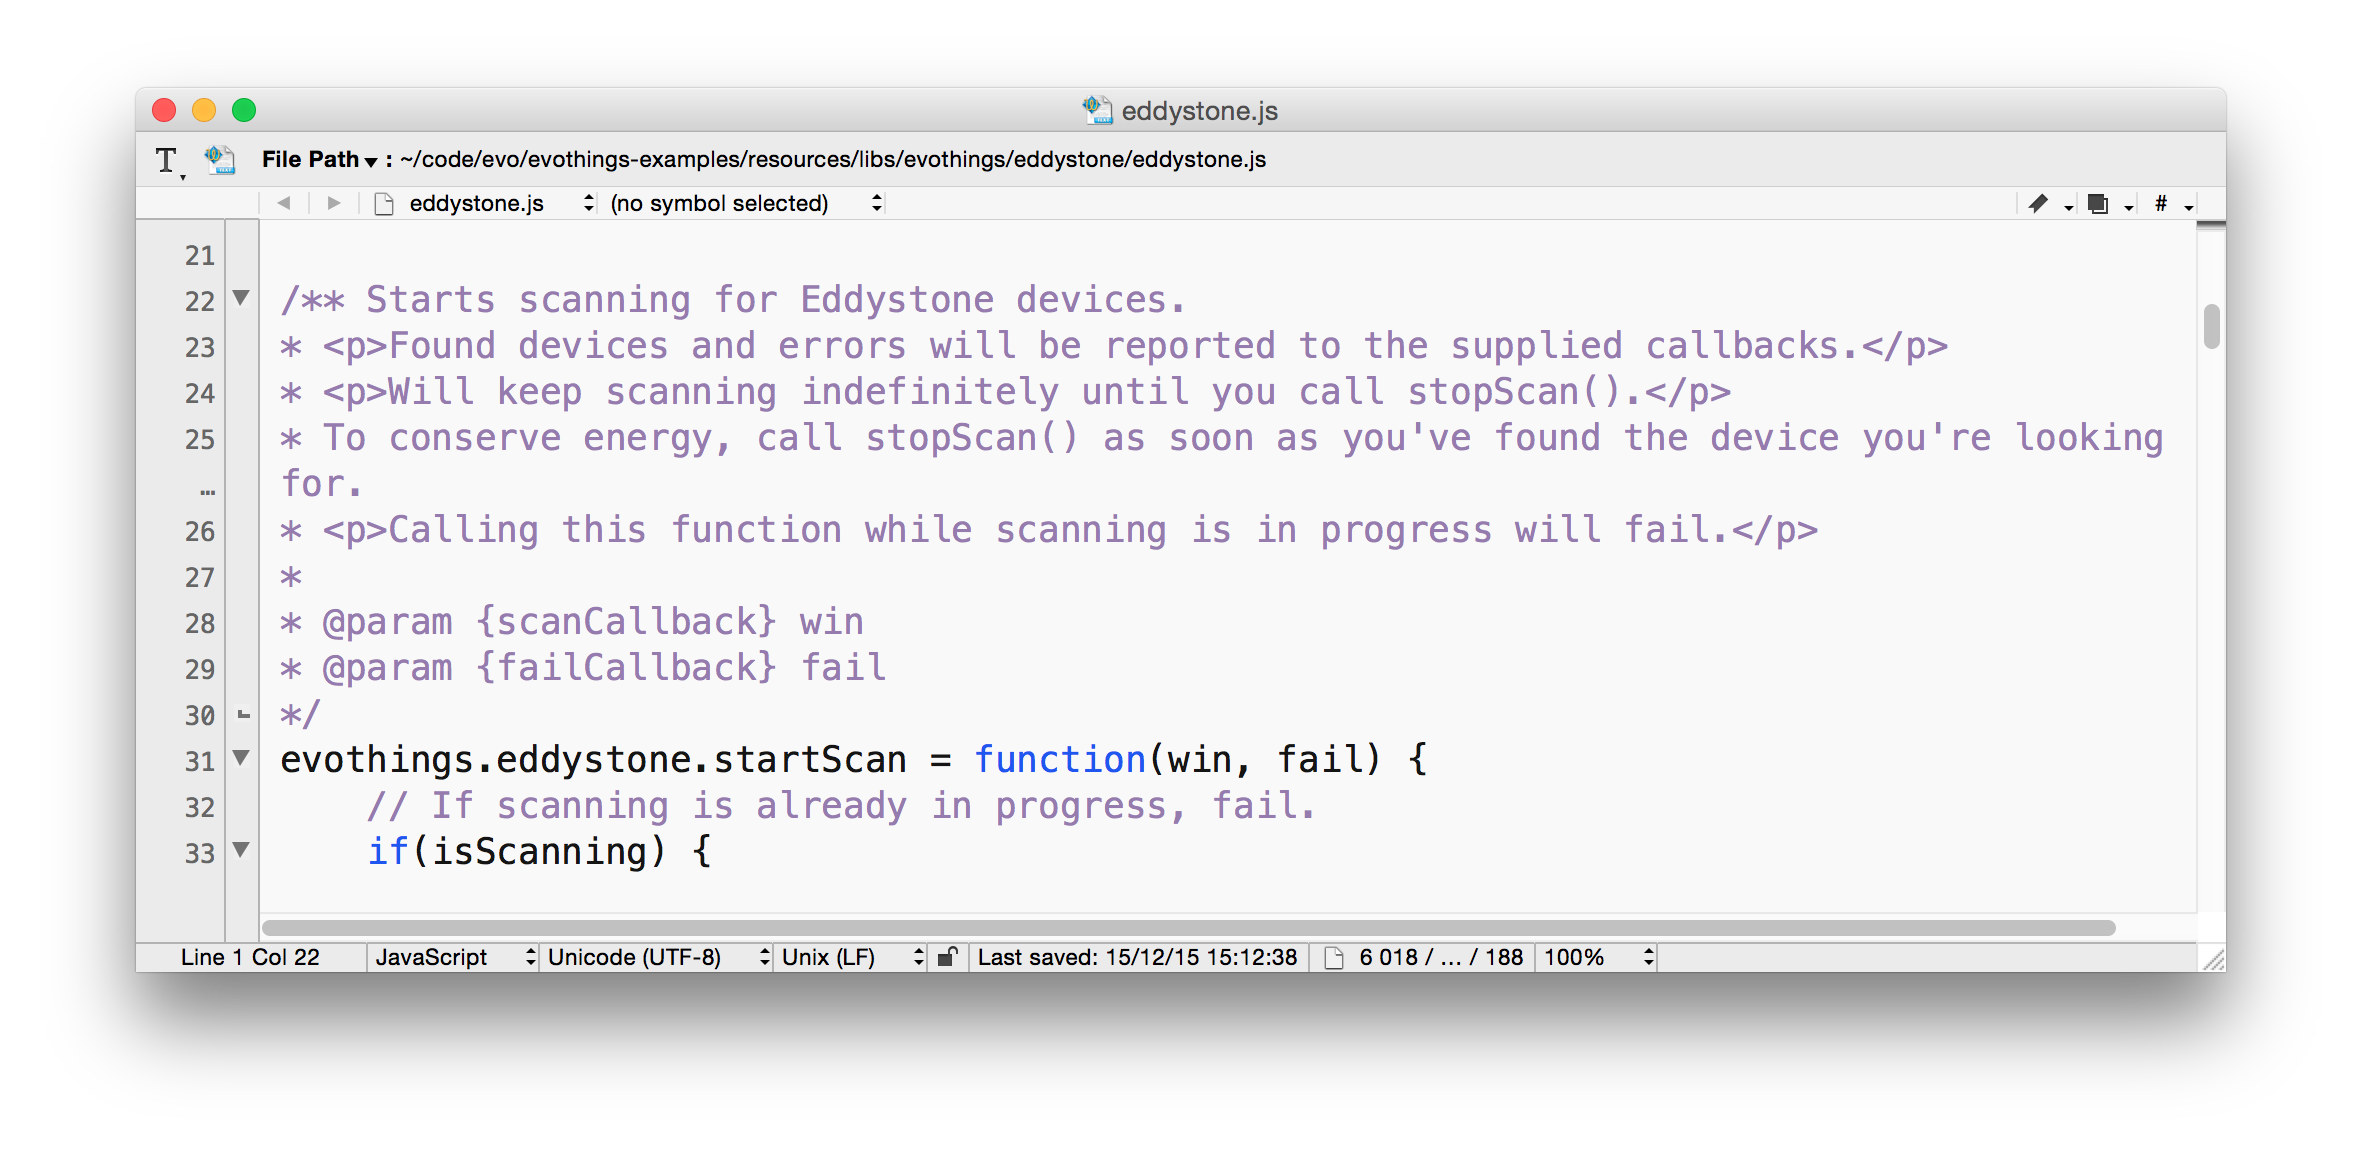 eddystone.js
T File Path : ~/code/evo/evothings-examples/resources/libs/evothings/eddystone/eddystone.js
eddystone.js (no symbol selected) #
21
22 /** Starts scanning for Eddystone devices.
23 * <p>Found devices and errors will be reported to the supplied callbacks.</p>
24 * <p>Will keep scanning indefinitely until you call stopScan().</p>
25 * To conserve energy, call stopScan() as soon as you've found the device you're looking
… for.
26 * <p>Calling this function while scanning is in progress will fail.</p>
27 *
28 * @param {scanCallback} win
29 * @param {failCallback} fail
30 */
31 evothings.eddystone.startScan = function(win, fail) {
32 // If scanning is already in progress, fail.
33 if(isScanning) {
Line 1 Col 22 JavaScript Unicode (UTF-8) Unix (LF) Last saved: 15/12/15 15:12:38 6 018 / … / 188 100%